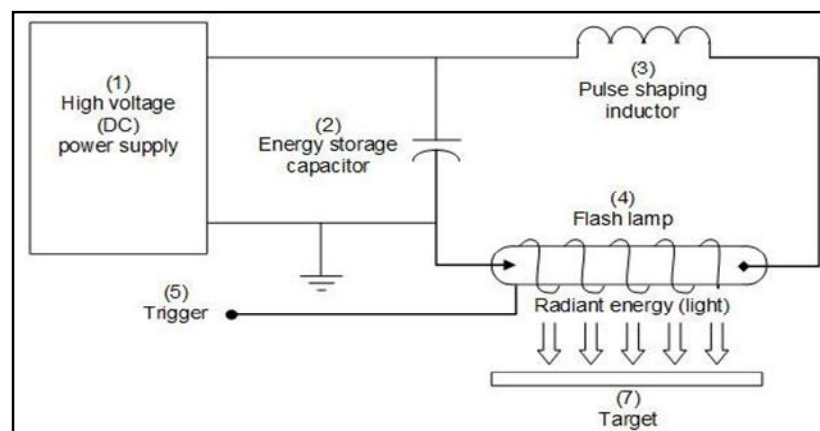 (1)
High voltage
(DC)
power supply
(2)
Energy storage
capacitor
(3)
Pulse shaping
inductor
(4)
Flash lamp
(5)
Trigger
Radiant energy (light)
(7)
Target